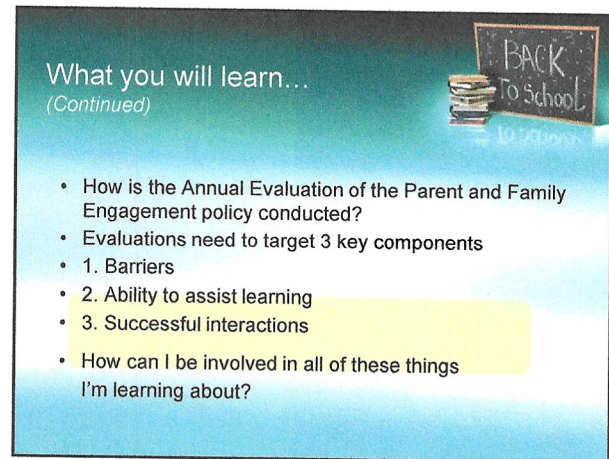 What you will learn...
(Continued)
BACK
To School
• How is the Annual Evaluation of the Parent and Family
Engagement policy conducted?
• Evaluations need to target 3 key components
• 1. Barriers
• 2. Ability to assist learning
• 3. Successful interactions
• How can I be involved in all of these things
I'm learning about?